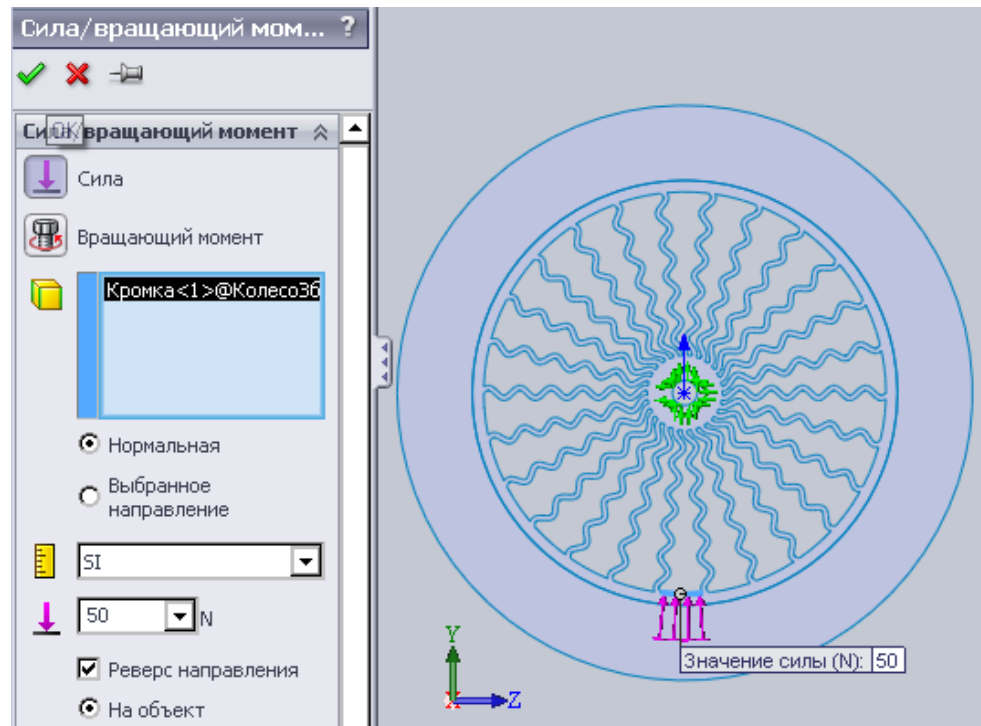 Сила/вращающий мом... ?
OK
Сила/вращающий момент
Сила
Вращающий момент
Кромка<1>@Колесо3б
Нормальная
Выбранное
направление
SI
50 N
Реверс направления
На объект
Значение силы (N): 50
Y
X Z